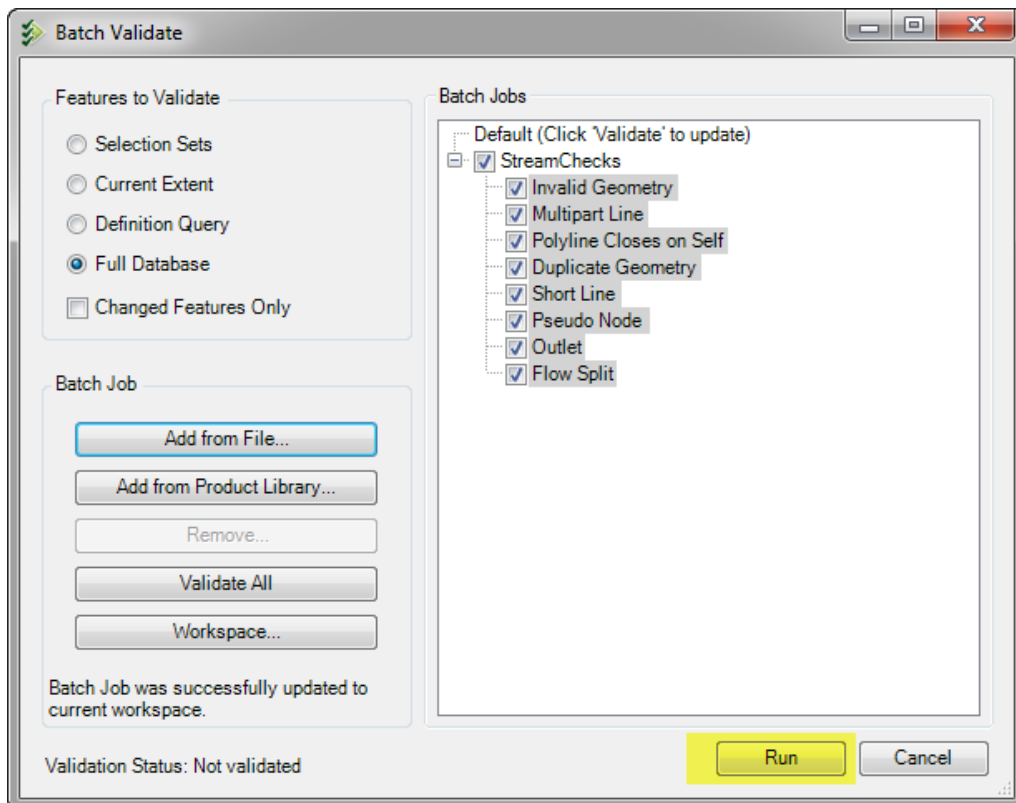 Batch Validate
Features to Validate
Selection Sets
Current Extent
Definition Query
Full Database
Changed Features Only
Batch Job
Add from File...
Add from Product Library...
Remove...
Validate All
Workspace...
Batch Job was successfully updated to
current workspace.
Validation Status: Not validated
Batch Jobs
Default (Click 'Validate' to update)
StreamChecks
Invalid Geometry
Multipart Line
Polyline Closes on Self
Duplicate Geometry
Short Line
Pseudo Node
Outlet
Flow Split
Run
Cancel